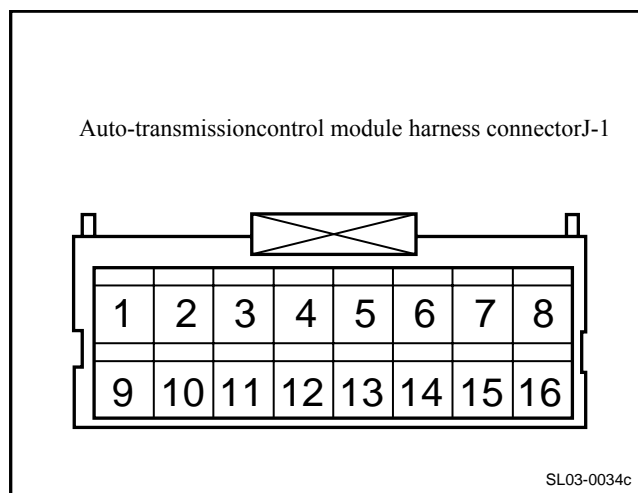 Auto-transmissioncontrol module harness connectorJ-1
1 2 3 4 5 6 7 8
9 10 11 12 13 14 15 16
SL03-0034c